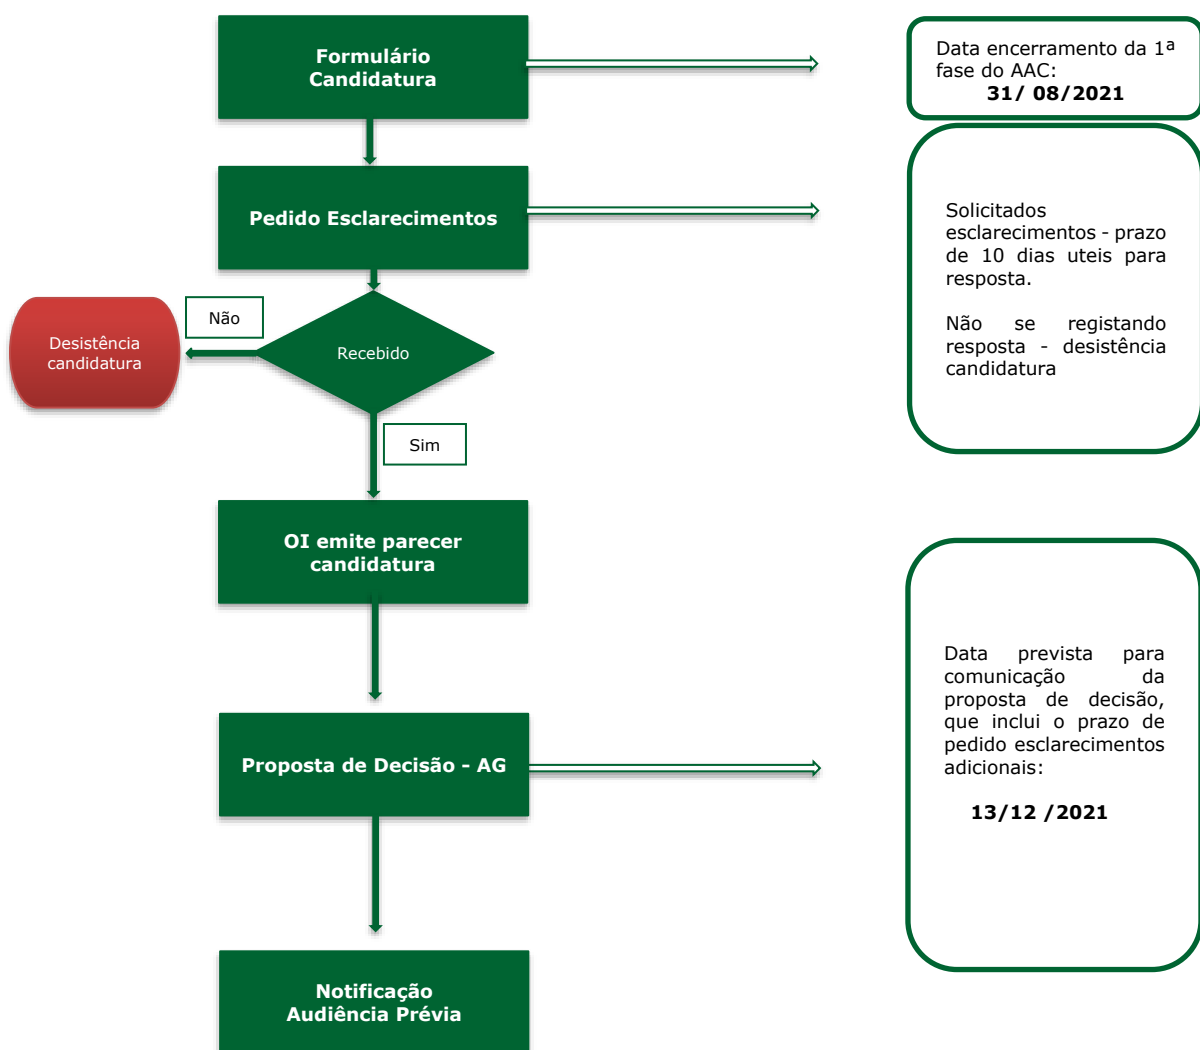 Formulário
Candidatura
Data encerramento da 1ª
fase do AAC:
31/ 08/2021
Pedido Esclarecimentos
Solicitados
esclarecimentos - prazo
de 10 dias uteis para
resposta.
Não se registando
resposta - desistência
candidatura
Não
Desistência
candidatura
Recebido
Sim
OI emite parecer
candidatura
Proposta de Decisão - AG
Data prevista para
comunicação da
proposta de decisão,
que inclui o prazo de
pedido esclarecimentos
adicionais:
13/12 /2021
Notificação
Audiência Prévia